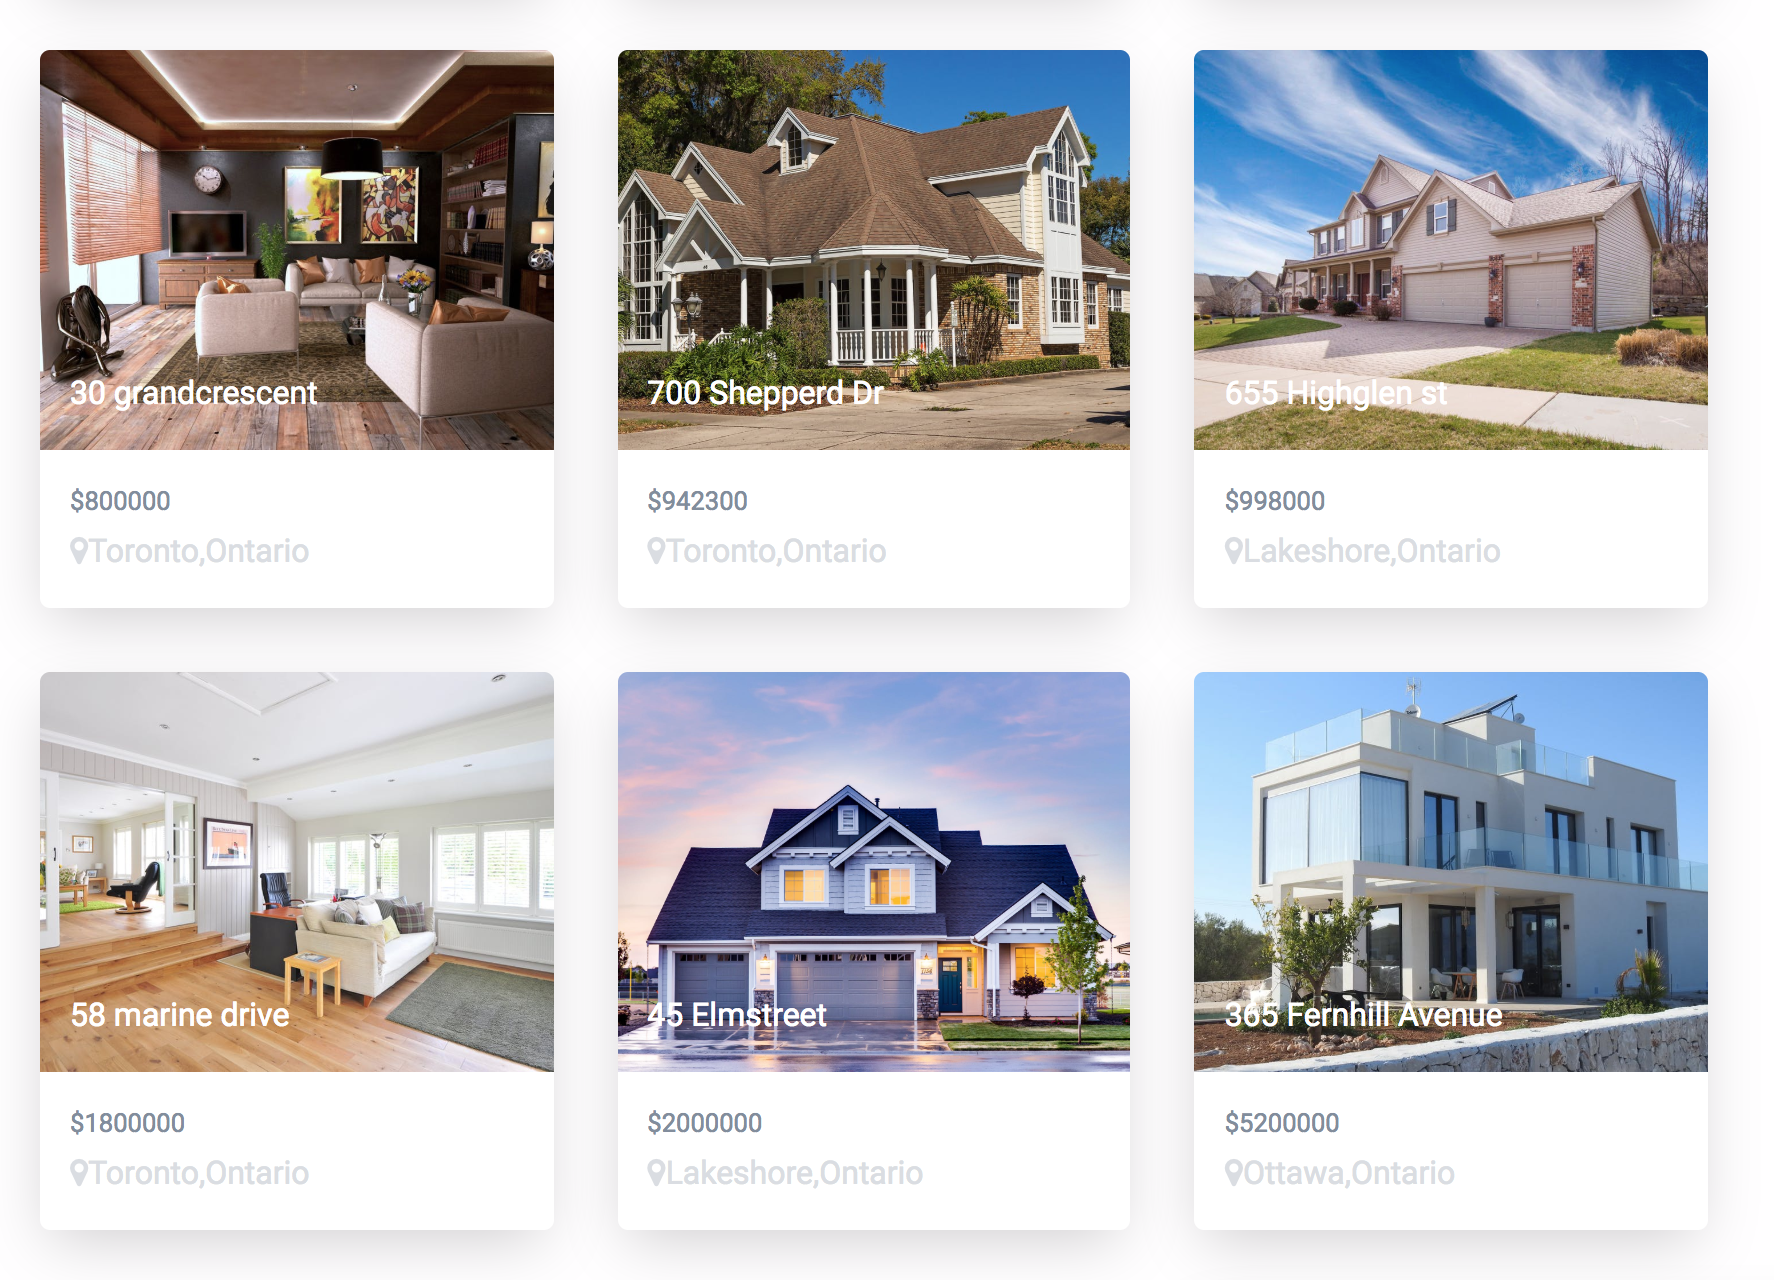 30 grandcrescent
$800000
Toronto,Ontario
700 Shepperd Dr
$942300
Toronto,Ontario
655 Highglen st
$998000
Lakeshore,Ontario
58 marine drive
$1800000
Toronto,Ontario
45 Elmstreet
$2000000
Lakeshore,Ontario
365 Fernhill Avenue
$5200000
Ottawa,Ontario